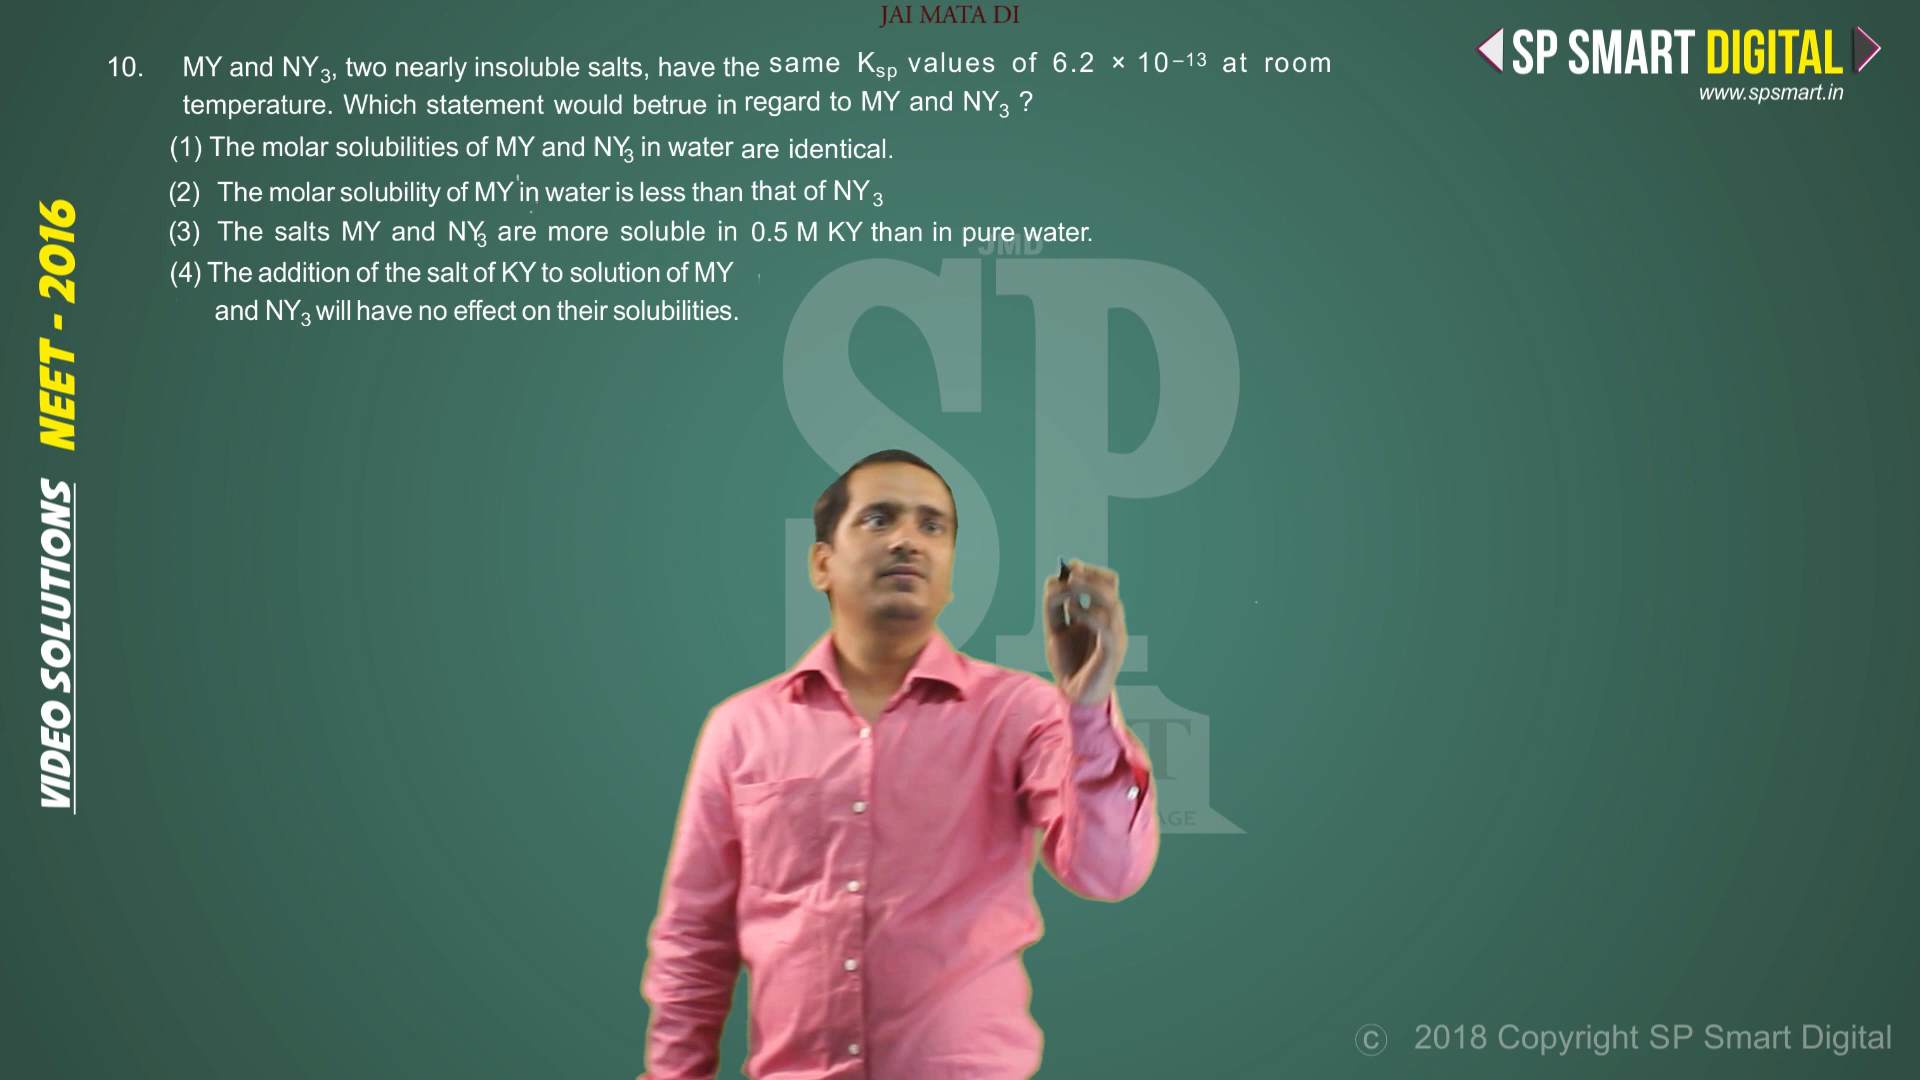 JAI MATA DI
SP SMART DIGITAL
www.spsmart.in
10. MY and NY₃, two nearly insoluble salts, have the same Kₛₚ values of 6.2 × 10⁻¹³ at room
temperature. Which statement would betrue in regard to MY and NY₃ ?
(1) The molar solubilities of MY and NY₃ in water are identical.
(2) The molar solubility of MY in water is less than that of NY₃
(3) The salts MY and NY₃ are more soluble in 0.5 M KY than in pure water.
(4) The addition of the salt of KY to solution of MY
and NY₃ will have no effect on their solubilities.
VIDEO SOLUTIONS NEET - 2016
JMD
SP
T
AGE
© 2018 Copyright SP Smart Digital